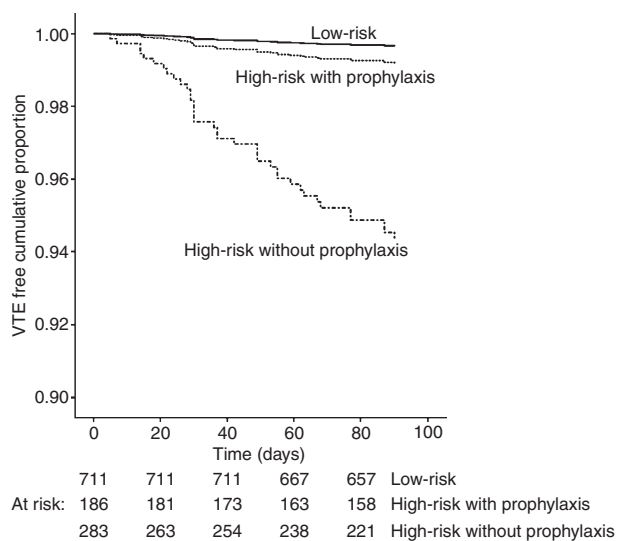 VTE free cumulative proportion
1.00
0.98
0.96
0.94
0.92
0.90
Low-risk
High-risk with prophylaxis
High-risk without prophylaxis
0 20 40 60 80 100
Time (days)
711 711 711 667 657 Low-risk
At risk: 186 181 173 163 158 High-risk with prophylaxis
283 263 254 238 221 High-risk without prophylaxis